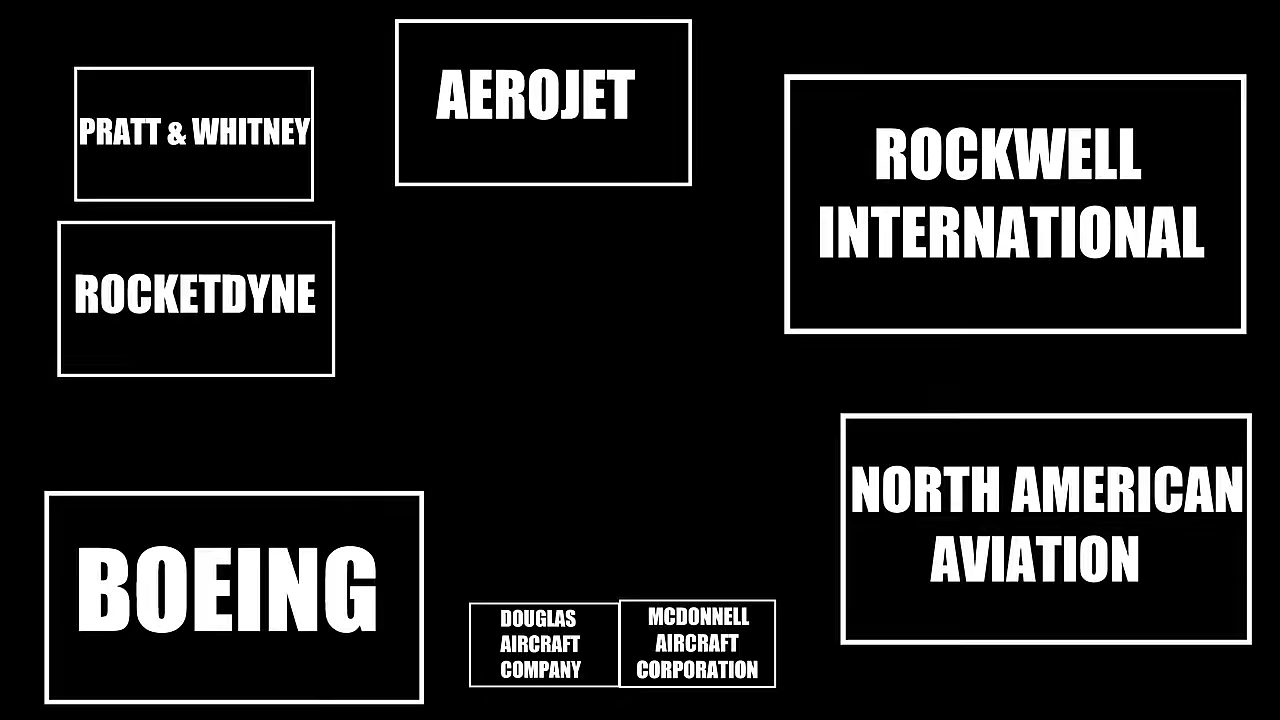 AEROJET
PRATT & WHITNEY
ROCKWELL
INTERNATIONAL
ROCKETDYNE
NORTH AMERICAN
AVIATION
BOEING
DOUGLAS
AIRCRAFT
COMPANY
MCDONNELL
AIRCRAFT
CORPORATION